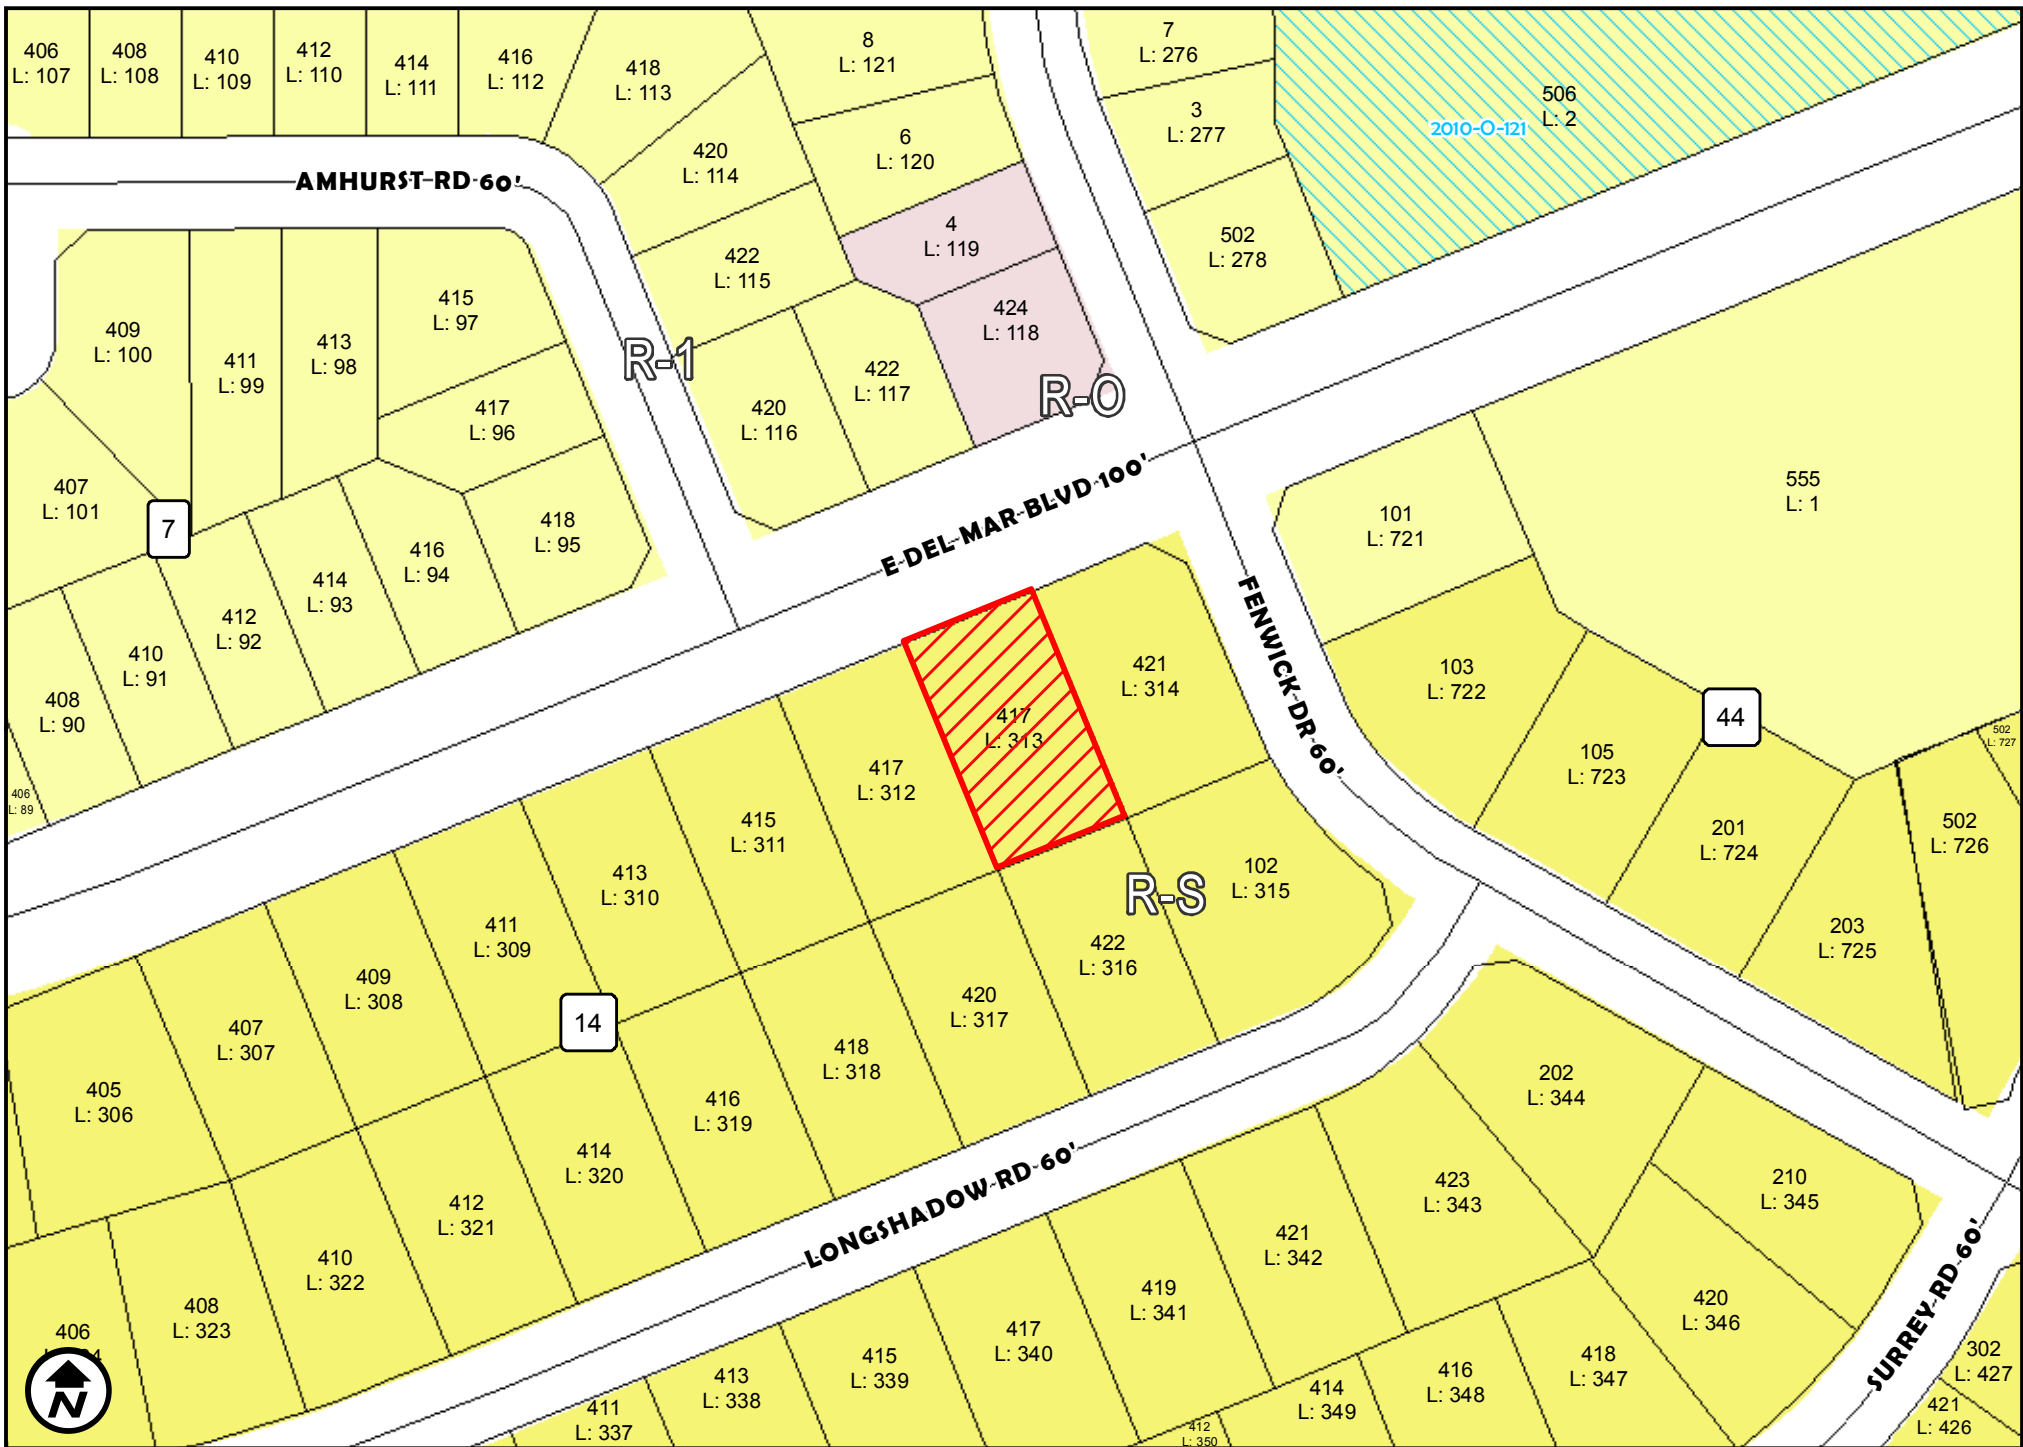 406
L: 107
408
L: 108
410
L: 109
412
L: 110
414
L: 111
416
L: 112
418
L: 113
8
L: 121
7
L: 276
506
L: 2
2010-O-121
3
L: 277
6
L: 120
420
L: 114
AMHURST RD 60'
4
L: 119
422
L: 115
502
L: 278
415
L: 97
424
L: 118
409
L: 100
411
L: 99
413
L: 98
R-1
422
L: 117
R-O
417
L: 96
420
L: 116
407
L: 101
7
418
L: 95
E DEL MAR BLVD 100'
101
L: 721
555
L: 1
416
L: 94
414
L: 93
412
L: 92
410
L: 91
408
L: 90
406
L: 89
FENWICK DR 60'
421
L: 314
417
L: 313
103
L: 722
44
502
L: 727
105
L: 723
417
L: 312
415
L: 311
201
L: 724
502
L: 726
413
L: 310
102
L: 315
R-S
411
L: 309
422
L: 316
203
L: 725
409
L: 308
420
L: 317
14
407
L: 307
418
L: 318
405
L: 306
416
L: 319
202
L: 344
414
L: 320
LONGSHADOW RD 60'
423
L: 343
210
L: 345
412
L: 321
421
L: 342
410
L: 322
419
L: 341
408
L: 323
417
L: 340
420
L: 346
SURREY RD 60'
406
415
L: 339
418
L: 347
302
L: 427
413
L: 338
416
L: 348
414
L: 349
411
L: 337
412
L: 350
421
L: 426
N